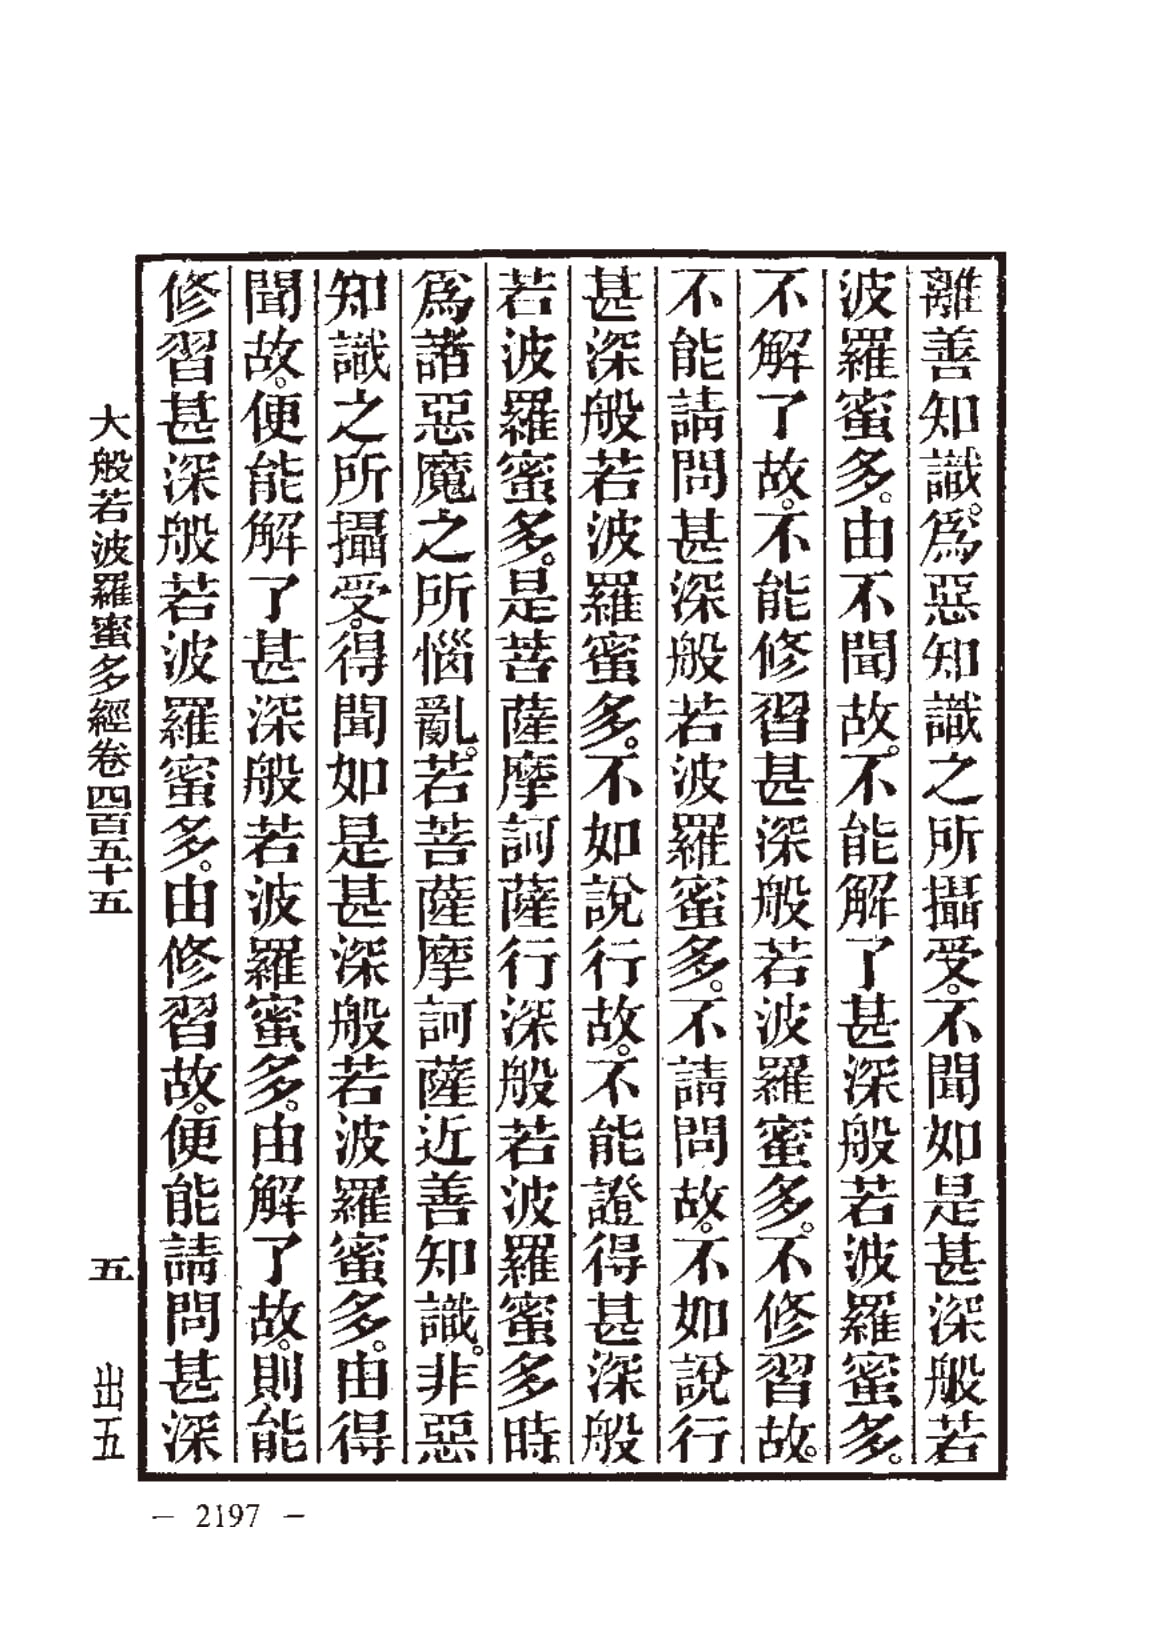 離善知識。爲惡知識之所攝受。不聞如是甚深般若
波羅蜜多。由不聞故。不能解了甚深般若波羅蜜多。
不解了故。不能修習甚深般若波羅蜜多。不修習故。
不能請問甚深般若波羅蜜多。不請問故。不如說行
甚深般若波羅蜜多。不如說行故。不能證得甚深般
若波羅蜜多。是菩薩摩訶薩行深般若波羅蜜多時。
爲諸惡魔之所惱亂。若菩薩摩訶薩近善知識。非惡
知識之所攝受。得聞如是甚深般若波羅蜜多。由得
聞故。便能解了甚深般若波羅蜜多。由解了故。則能
修習甚深般若波羅蜜多。由修習故。便能請問甚深
大般若波羅蜜多經卷四百五十五 五 出五
— 2197 —